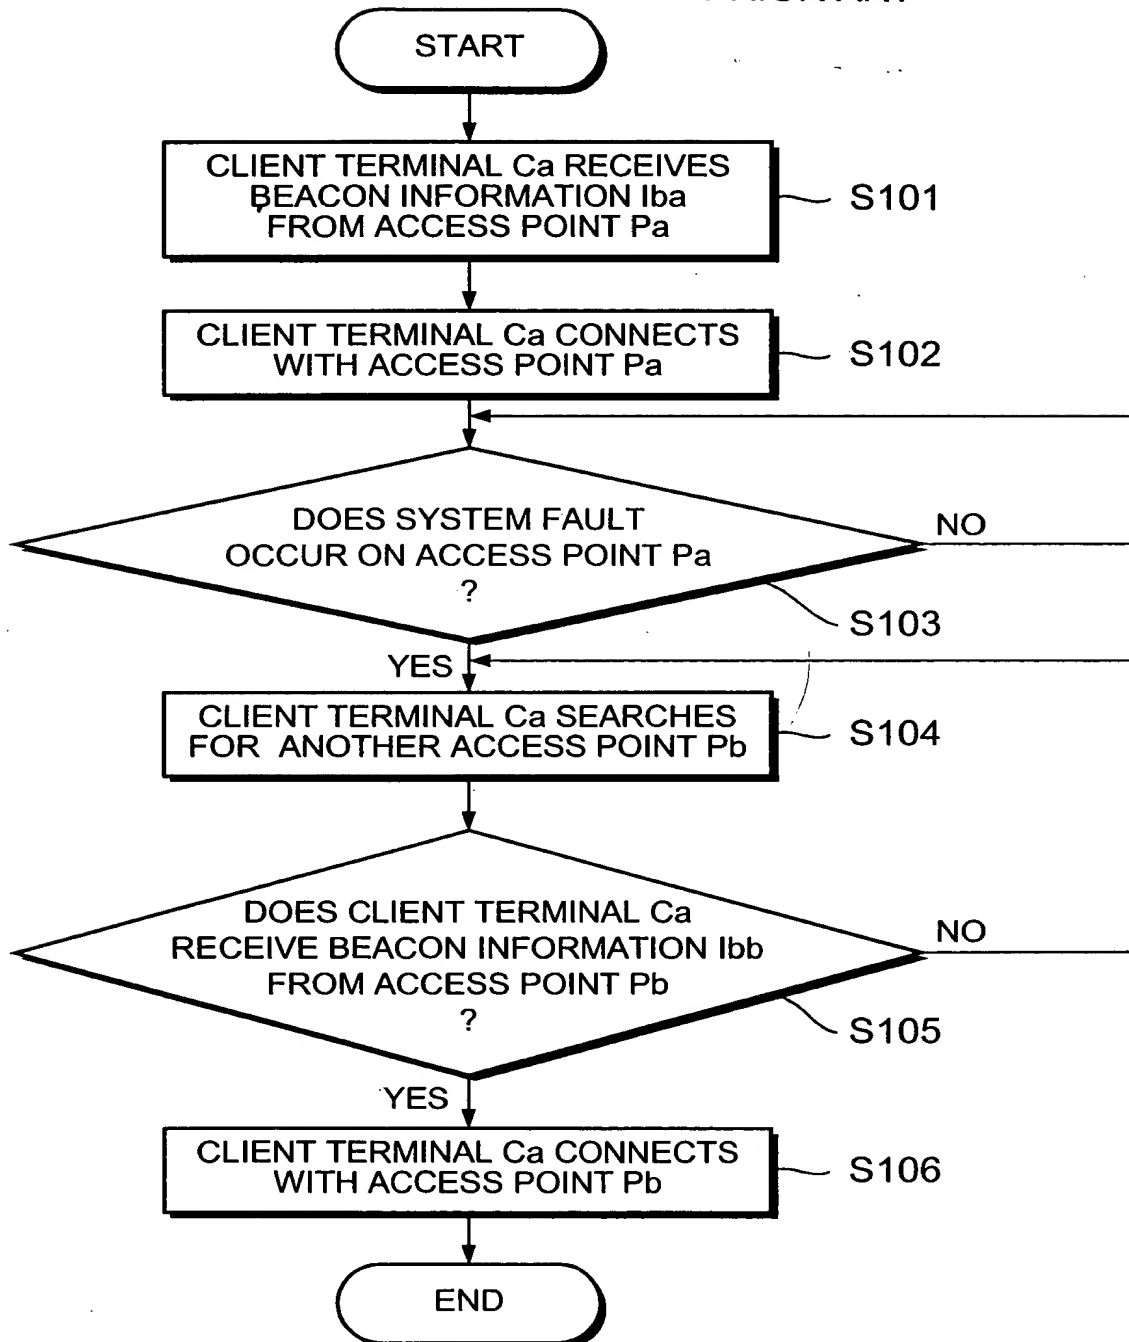 START
CLIENT TERMINAL Ca RECEIVES
BEACON INFORMATION Iba
FROM ACCESS POINT Pa
S101
CLIENT TERMINAL Ca CONNECTS
WITH ACCESS POINT Pa
S102
DOES SYSTEM FAULT
OCCUR ON ACCESS POINT Pa
?
NO
S103
YES
CLIENT TERMINAL Ca SEARCHES
FOR ANOTHER ACCESS POINT Pb
S104
DOES CLIENT TERMINAL Ca
RECEIVE BEACON INFORMATION Ibb
FROM ACCESS POINT Pb
?
NO
S105
YES
CLIENT TERMINAL Ca CONNECTS
WITH ACCESS POINT Pb
S106
END